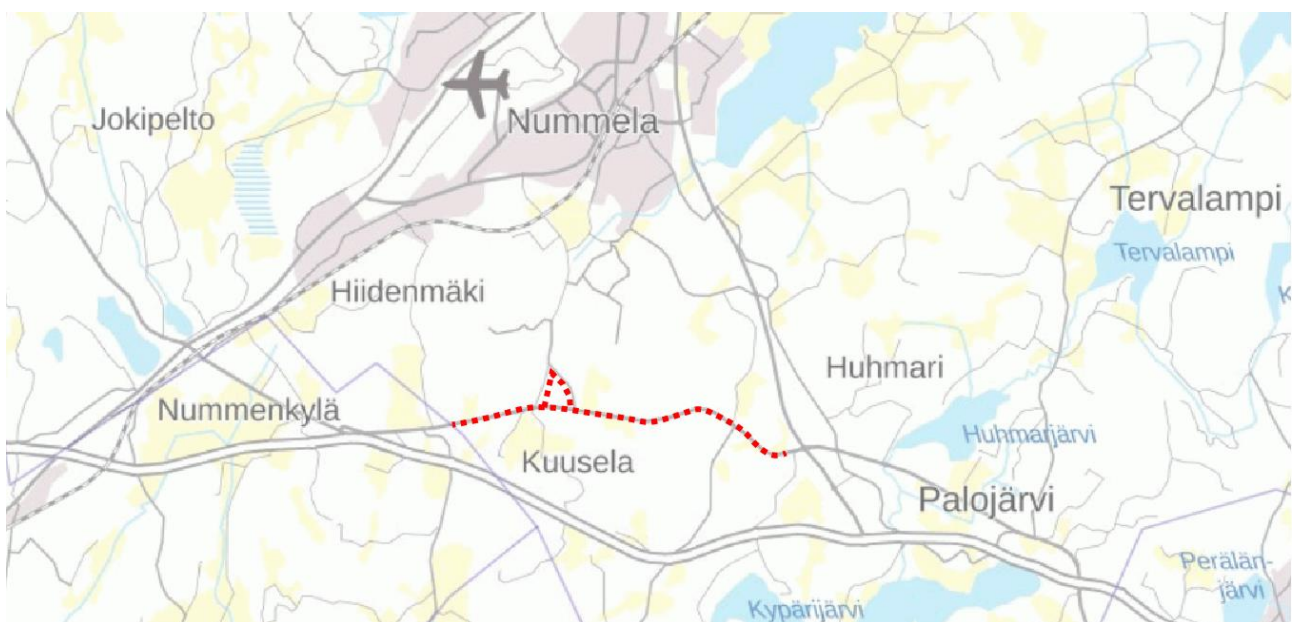 Jokipelto
Nummela
Tervalampi
Tervalampi
K
Hiidenmäki
Huhmari
Nummenkylä
Huhmarjärvi
Kuusela
Palojärvi
Perälän-
järvi
Kypärijärvi